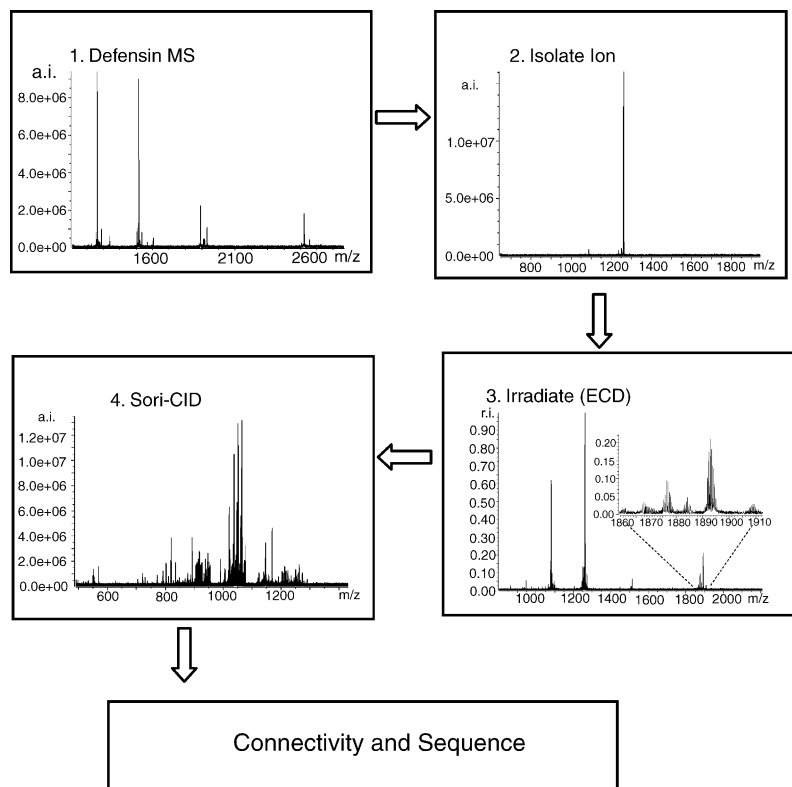 1. Defensin MS
a.i.
8.0e+06
6.0e+06
4.0e+06
2.0e+06
0.0e+00
1600 2100 2600 m/z
2. Isolate Ion
a.i.
1.0e+07
5.0e+06
0.0e+00
800 1000 1200 1400 1600 1800 m/z
3. Irradiate (ECD)
r.i.
0.90
0.80
0.70
0.60
0.50
0.40
0.30
0.20
0.10
0.00
1000 1200 1400 1600 1800 2000 m/z
0.20
0.15
0.10
0.05
0.00
1860 1870 1880 1890 1900 1910
4. Sori-CID
a.i.
1.2e+07
1.0e+07
8.0e+06
6.0e+06
4.0e+06
2.0e+06
0.0e+00
600 800 1000 1200 m/z
Connectivity and Sequence